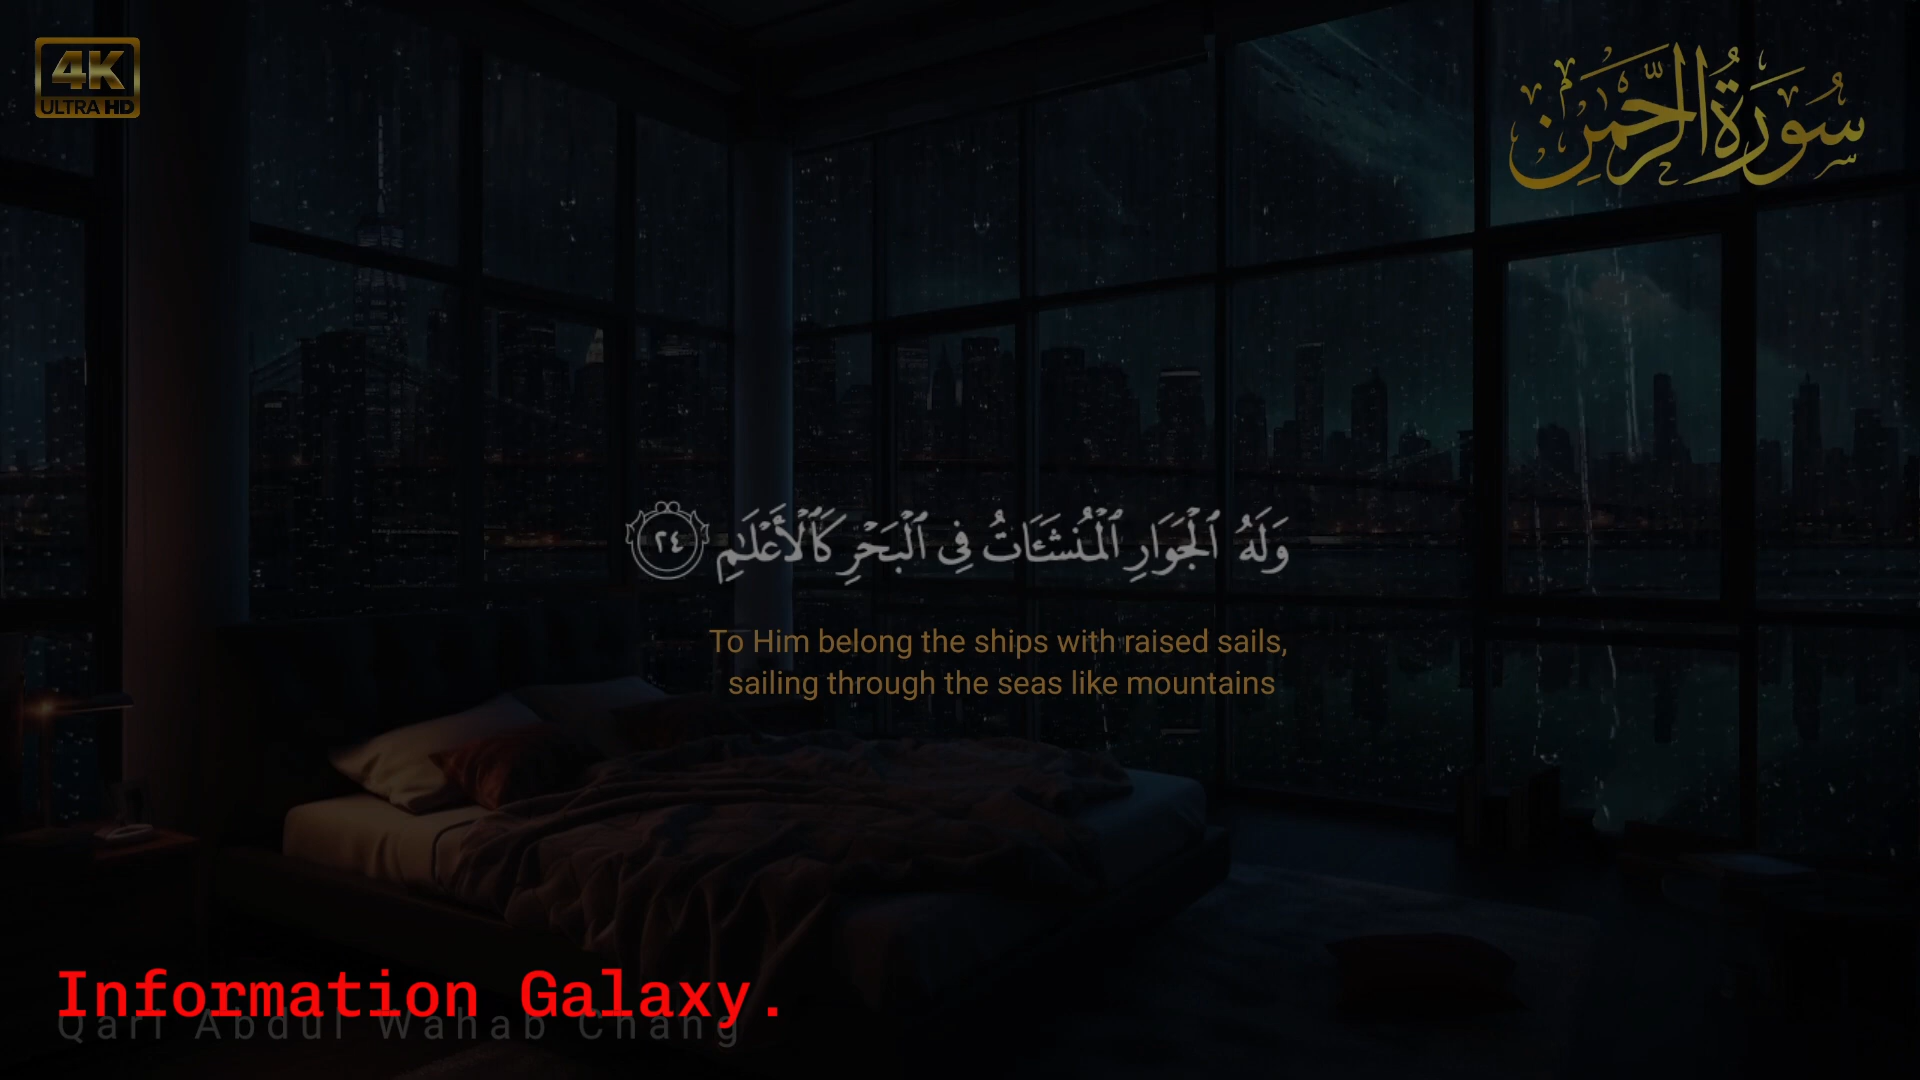 4K
ULTRA HD
سُورَةُ الرَّحْمٰنِ
وَلَهُ ٱلْجَوَارِ ٱلْمُنشَـَٔاتُ فِى ٱلْبَحْرِ كَٱلْأَعْلَـٰمِ ٢٤
To Him belong the ships with raised sails,
sailing through the seas like mountains
Information Galaxy.
Qari Abdul Wahab Chang